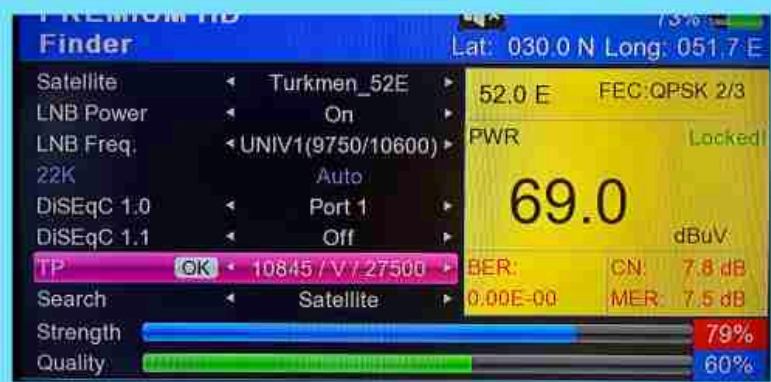 PREMIUM HD
73%
Finder
Lat: 030.0 N Long: 051.7 E
Satellite Turkmen_52E
LNB Power On
LNB Freq. UNIV1(9750/10600)
22K Auto
DiSEqC 1.0 Port 1
DiSEqC 1.1 Off
TP OK 10845 / V / 27500
Search Satellite
52.0 E FEC:QPSK 2/3
PWR Locked!
69.0
dBuV
BER: CN: 7.8 dB
0.00E-00 MER: 7.5 dB
Strength 79%
Quality 60%